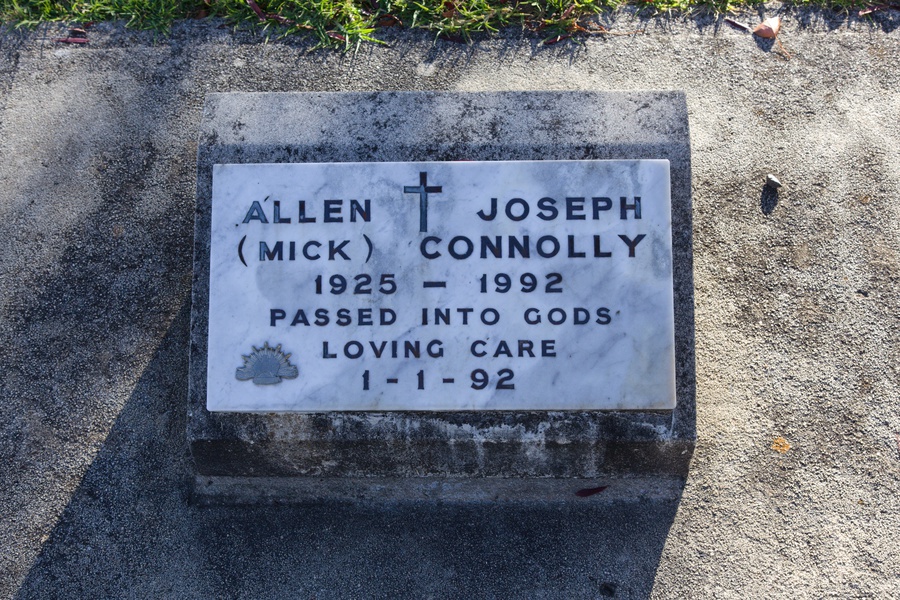 ALLEN JOSEPH
(MICK) CONNOLLY
1925 — 1992
PASSED INTO GODS
LOVING CARE
1-1-92